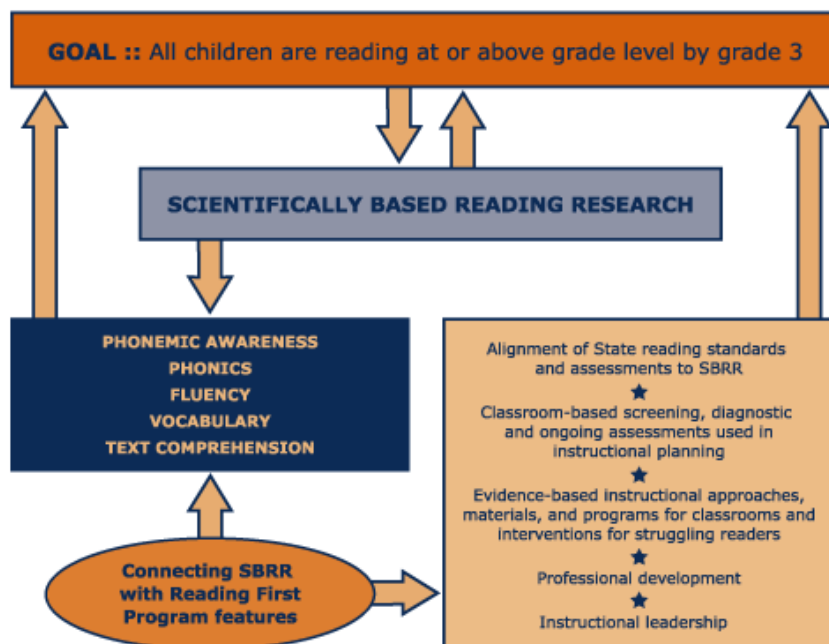 GOAL :: All children are reading at or above grade level by grade 3
SCIENTIFICALLY BASED READING RESEARCH
PHONEMIC AWARENESS
PHONICS
FLUENCY
VOCABULARY
TEXT COMPREHENSION
Connecting SBRR
with Reading First
Program features
Alignment of State reading standards
and assessments to SBRR
Classroom-based screening, diagnostic
and ongoing assessments used in
instructional planning
Evidence-based instructional approaches,
materials, and programs for classrooms and
interventions for struggling readers
Professional development
Instructional leadership